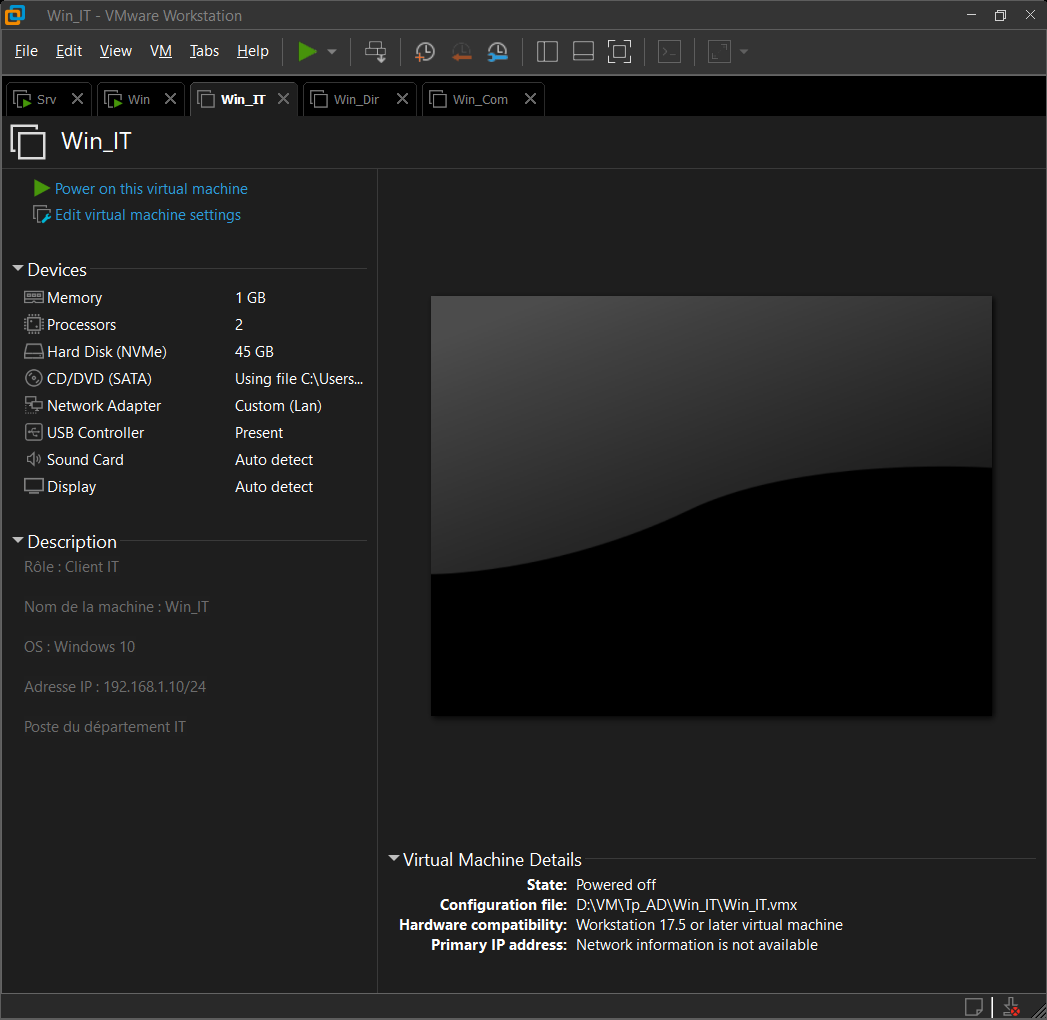 Win_IT - VMware Workstation
File Edit View VM Tabs Help
Srv Win Win_IT Win_Dir Win_Com
Win_IT
Power on this virtual machine
Edit virtual machine settings
Devices
Memory 1 GB
Processors 2
Hard Disk (NVMe) 45 GB
CD/DVD (SATA) Using file C:\Users...
Network Adapter Custom (Lan)
USB Controller Present
Sound Card Auto detect
Display Auto detect
Description
Rôle : Client IT
Nom de la machine : Win_IT
OS : Windows 10
Adresse IP : 192.168.1.10/24
Poste du département IT
Virtual Machine Details
State: Powered off
Configuration file: D:\VM\Tp_AD\Win_IT\Win_IT.vmx
Hardware compatibility: Workstation 17.5 or later virtual machine
Primary IP address: Network information is not available